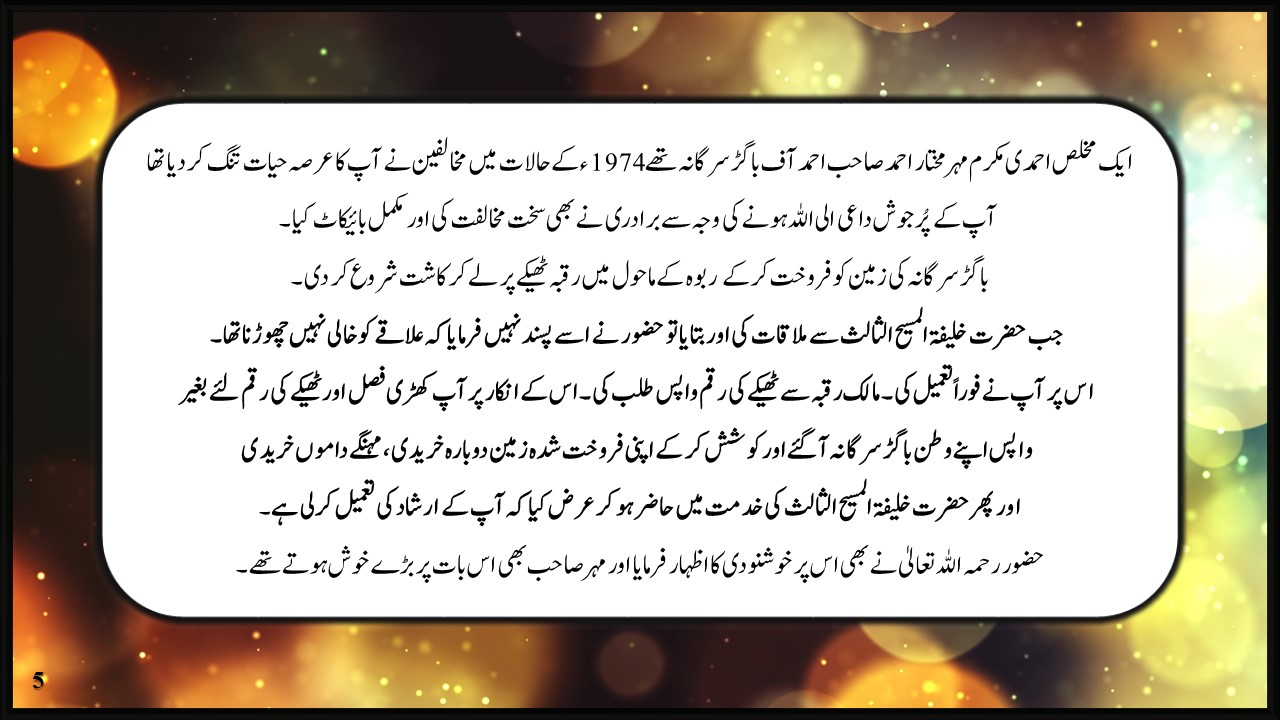 ایک مخلص احمدی مکرم مہر مختار احمد صاحب احمد آف باگڑ سرگانہ تھے1974ء کے حالات میں مخالفین نے آپ کا عرصہ حیات تنگ کر دیا تھا
آپ کے پُر جوش داعی الی اللہ ہونے کی وجہ سے برادری نے بھی سخت مخالفت کی اور مکمل بائیکاٹ کیا۔
باگڑ سرگانہ کی زمین کو فروخت کرکے ربوہ کے ماحول میں رقبہ ٹھیکے پر لے کر کاشت شروع کر دی۔
جب حضرت خلیفۃ المسیح الثالث سے ملاقات کی اور بتایا تو حضور نے اسے پسند نہیں فرمایا کہ علاقے کو خالی نہیں چھوڑنا تھا۔
اس پر آپ نے فوراً تعمیل کی۔ مالک رقبہ سے ٹھیکے کی رقم واپس طلب کی۔ اس کے انکار پر آپ کھڑی فصل اور ٹھیکے کی رقم لئے بغیر
واپس اپنے وطن باگڑ سرگانہ آگئے اور کوشش کر کے اپنی فروخت شدہ زمین دوبارہ خریدی، مہنگے داموں خریدی
اور پھر حضرت خلیفۃ المسیح الثالث کی خدمت میں حاضر ہو کر عرض کیا کہ آپ کے ارشاد کی تعمیل کر لی ہے۔
حضور رحمہ اللہ تعالیٰ نے بھی اس پر خوشنودی کا اظہار فرمایا اور مہر صاحب بھی اس بات پر بڑے خوش ہوتے تھے۔
5